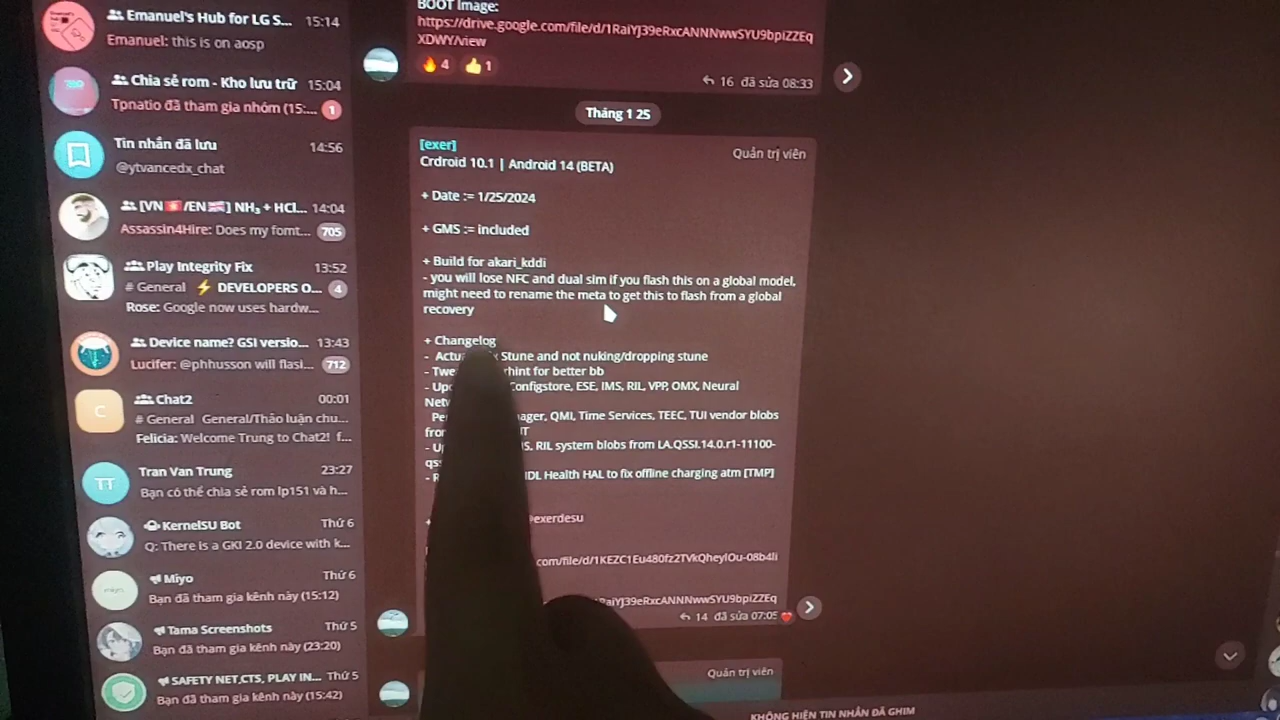 Emanuel's Hub for LG S... 15:14
Emanuel: this is on aosp
Chia sẻ rom - Kho lưu trữ 15:04
Tpnatio đã tham gia nhóm (15:... 1
Tin nhắn đã lưu 14:56
@ytvancedx_chat
[VN🇻🇳/EN🇬🇧] NH₃ + HCl... 14:04
Assassin4Hire: Does my fomt... 705
Play Integrity Fix 13:52
# General ⚡ DEVELOPERS O... 4
Rose: Google now uses hardw...
Device name? GSI versio... 13:43
Lucifer: @phhusson will flasi... 712
C
Chat2 00:01
# General General/Thảo luận chu...
Felicia: Welcome Trung to Chat2! f...
TT
Tran Van Trung 23:27
Bạn có thể chia sẻ rom lp151 và h...
KernelSU Bot Thứ 6
Q: There is a GKI 2.0 device with k...
Miyo Thứ 6
Bạn đã tham gia kênh này (15:12)
Tama Screenshots Thứ 5
Bạn đã tham gia kênh này (23:20)
SAFETY NET,CTS, PLAY IN... Thứ 5
Bạn đã tham gia kênh này (15:42)
BOOT Image:
https://drive.google.com/file/d/1RaiYJ39eRxcANNNwwSYU9bpiZZEq
XDWY/view
🔥 4 👍 1
16 đã sửa 08:33
Tháng 1 25
[exer] Quản trị viên
Crdroid 10.1 | Android 14 (BETA)
+ Date := 1/25/2024
+ GMS := included
+ Build for akari_kddi
- you will lose NFC and dual sim if you flash this on a global model,
might need to rename the meta to get this to flash from a global
recovery
+ Changelog
- Stune and not nuking/dropping stune
- for better bb
- Configstore, ESE, IMS, RIL, VPP, OMX, Neural
QMI, Time Services, TEEC, TUI vendor blobs
RIL system blobs from LA.QSSI.14.0.r1-11100-
- Health HAL to fix offline charging atm [TMP]
@exerdesu
com/file/d/1KEZC1Eu480fz2TVkQheylOu-08b4li
RaiYJ39eRxcANNNwwSYU9bpiZZEq
14 đã sửa 07:05 ❤
Quản trị viên
KHÔNG HIỆN TIN NHẮN ĐÃ GHIM